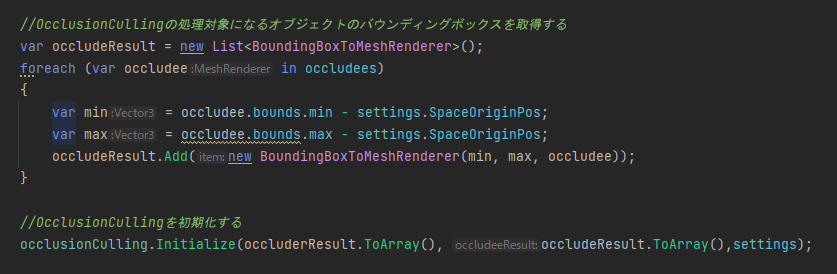 //OcclusionCullingの処理対象になるオブジェクトのバウンディングボックスを取得する
var occludeResult = new List<BoundingBoxToMeshRenderer>();
foreach (var occludee :MeshRenderer in occludees)
{
var min :Vector3 = occludee.bounds.min - settings.SpaceOriginPos;
var max :Vector3 = occludee.bounds.max - settings.SpaceOriginPos;
occludeResult.Add( item: new BoundingBoxToMeshRenderer(min, max, occludee));
}
//OcclusionCullingを初期化する
occlusionCulling.Initialize(occluderResult.ToArray(), occludeeResult: occludeResult.ToArray(),settings);